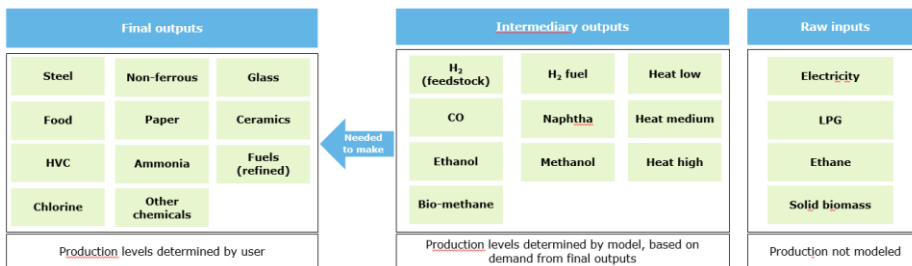 Final outputs
Intermediary outputs
Raw inputs
Steel
Non-ferrous
Glass
Food
Paper
Ceramics
HVC
Ammonia
Fuels
(refined)
Chlorine
Other
chemicals
Needed
to make
H₂
(feedstock)
H₂ fuel
Heat low
CO
Naphtha
Heat medium
Ethanol
Methanol
Heat high
Bio-methane
Electricity
LPG
Ethane
Solid biomass
Production levels determined by user
Production levels determined by model, based on
demand from final outputs
Production not modeled